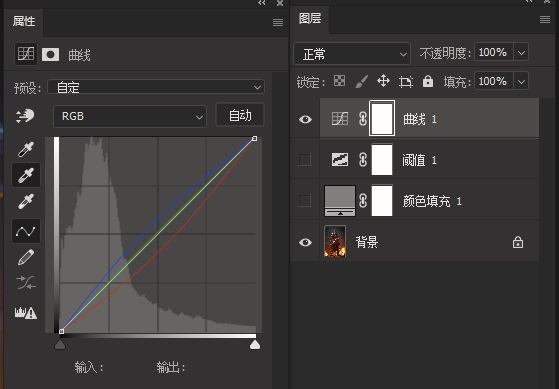 属性
曲线
预设: 自定
RGB
自动
输入:
输出:
图层
正常
不透明度: 100%
锁定:
填充: 100%
曲线 1
阈值 1
颜色填充 1
背景